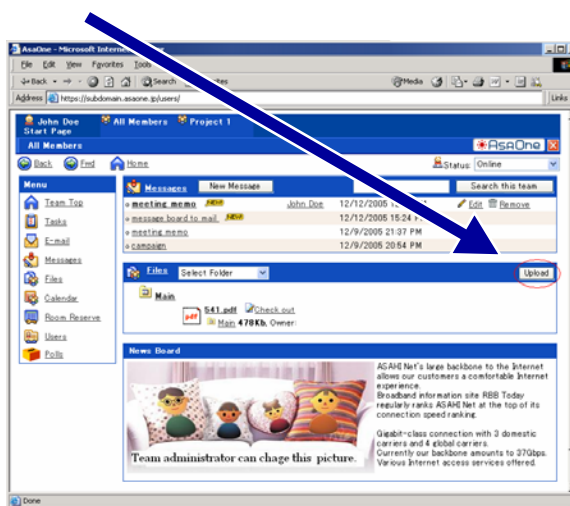 AsaOne - Microsoft Intern
File Edit View Favorites Tools
Back Search Media
Address https://subdomain.asaone.jp/users/ Links
John Doe
Start Page All Members Project 1
All Members AsaOne
Back Fwd Home Status: Online
Menu
Team Top
Tasks
E-mail
Messages
Files
Calendar
Room Reserve
Users
Polls
Messages New Message Search this team
meeting memo NEW John Doe 12/12/2005 Edit Remove
message board to mail NEW 12/12/2005 15:24
meeting memo 12/9/2005 21:37 PM
campaign 12/9/2005 20:54 PM
Files Select Folder Upload
Main
541.pdf Check out
pdf Main 478Kb, Owner:
News Board
ASAHI Net's large backbone to the Internet
allows our customers a comfortable Internet
experience.
Broadband information site RBB Today
regularly ranks ASAHI Net at the top of its
connection speed ranking.
Gigabit-class connection with 3 domestic
carriers and 4 global carriers.
Currently our backbone amounts to 37Gbps.
Various Internet access services offered.
Team administrator can chage this picture.
Done